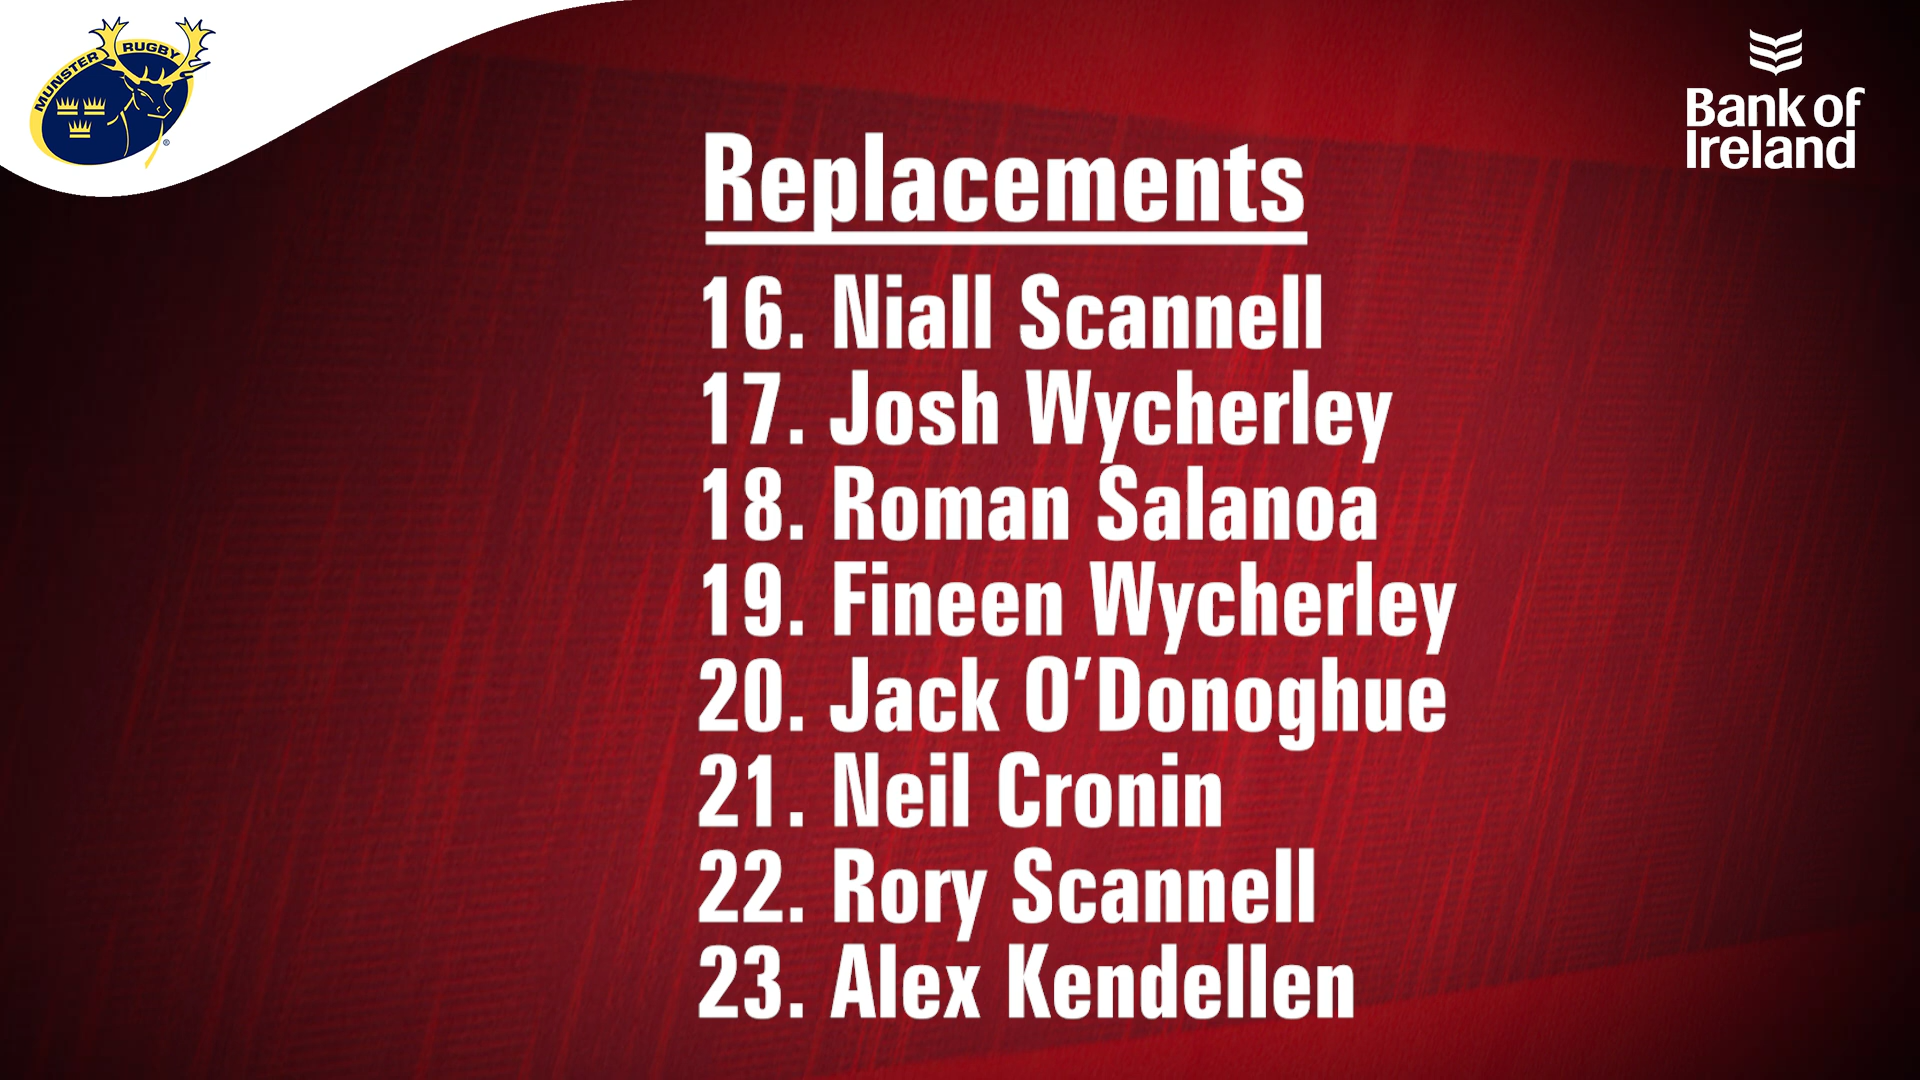 MUNSTER RUGBY
®
Bank of
Ireland
Replacements
16. Niall Scannell
17. Josh Wycherley
18. Roman Salanoa
19. Fineen Wycherley
20. Jack O’Donoghue
21. Neil Cronin
22. Rory Scannell
23. Alex Kendellen